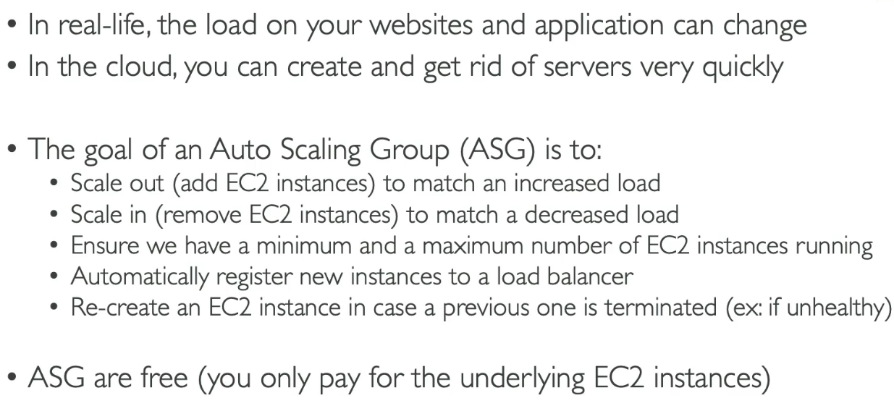 • In real-life, the load on your websites and application can change
• In the cloud, you can create and get rid of servers very quickly
• The goal of an Auto Scaling Group (ASG) is to:
• Scale out (add EC2 instances) to match an increased load
• Scale in (remove EC2 instances) to match a decreased load
• Ensure we have a minimum and a maximum number of EC2 instances running
• Automatically register new instances to a load balancer
• Re-create an EC2 instance in case a previous one is terminated (ex: if unhealthy)
• ASG are free (you only pay for the underlying EC2 instances)